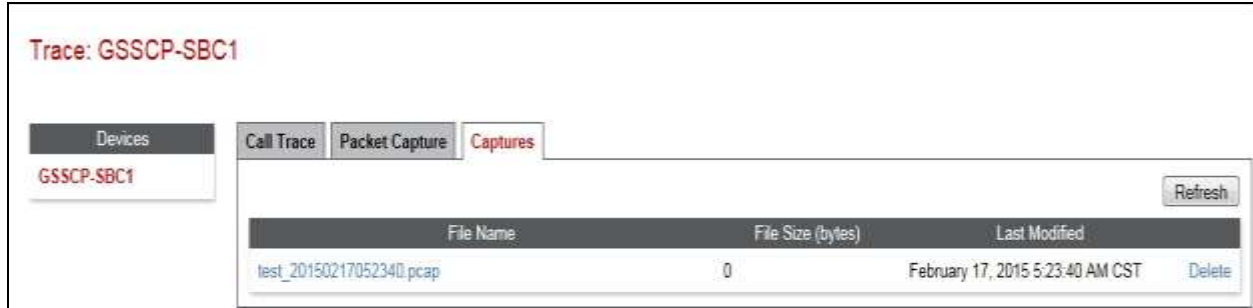 Trace: GSSCP-SBC1
Devices
GSSCP-SBC1
Call Trace Packet Capture Captures
Refresh
File Name File Size (bytes) Last Modified
test_20150217052340.pcap 0 February 17, 2015 5:23:40 AM CST Delete